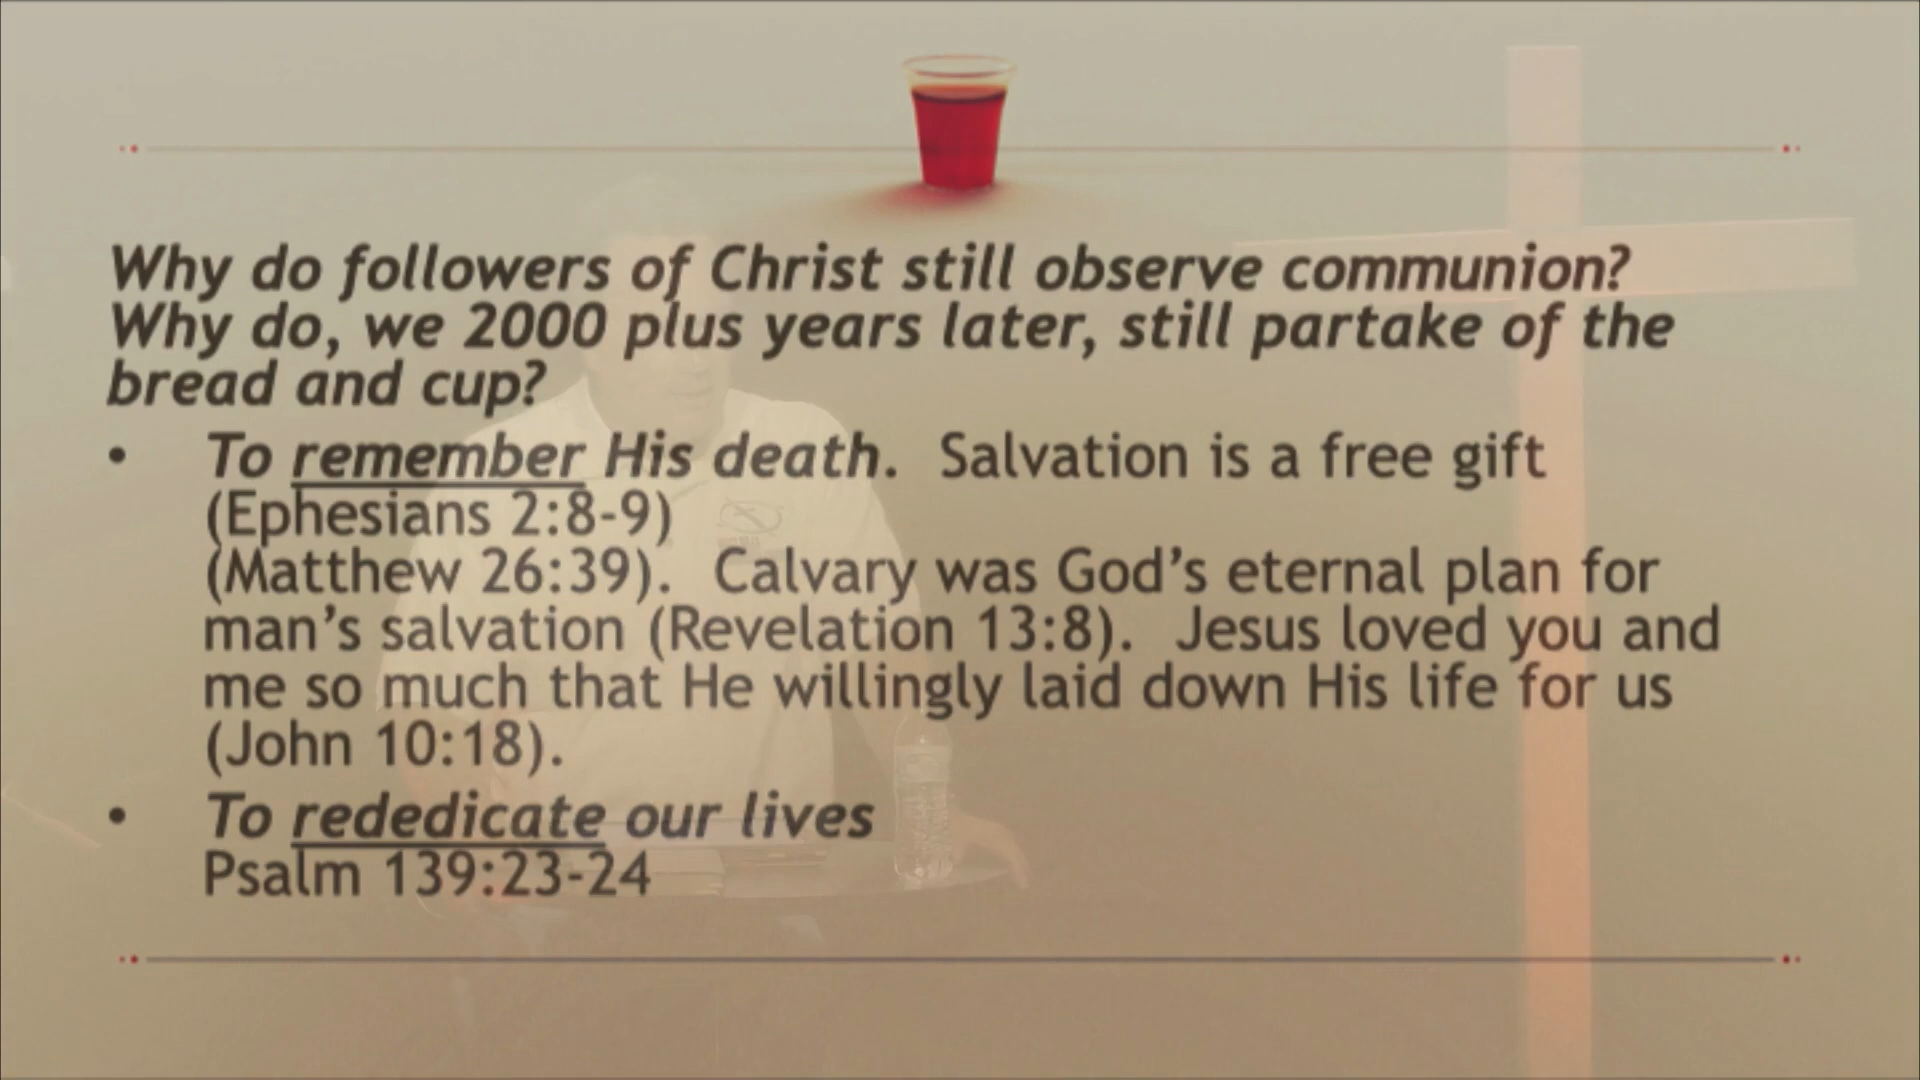 Why do followers of Christ still observe communion?
Why do, we 2000 plus years later, still partake of the
bread and cup?
• To remember His death.  Salvation is a free gift
(Ephesians 2:8-9)
(Matthew 26:39).  Calvary was God’s eternal plan for
man’s salvation (Revelation 13:8).  Jesus loved you and
me so much that He willingly laid down His life for us
(John 10:18).
• To rededicate our lives
Psalm 139:23-24